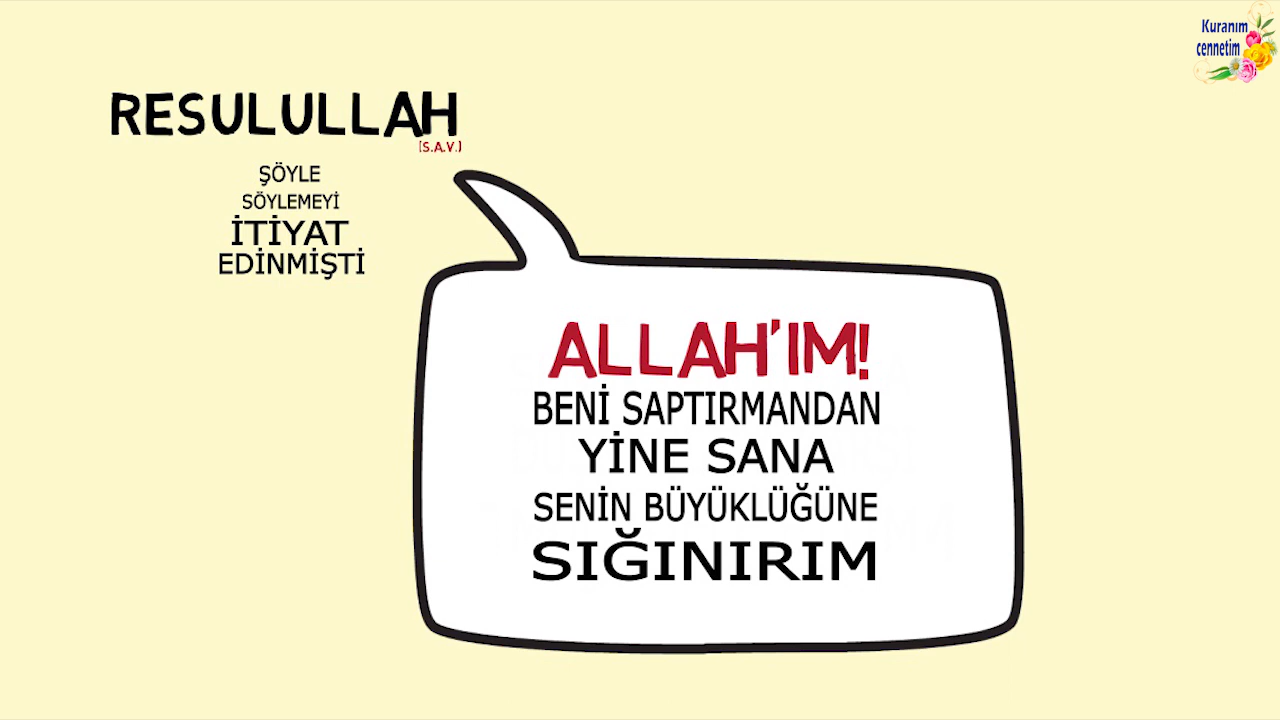 Kuranım
cennetim
RESULULLAH
(S.A.V.)
ŞÖYLE
SÖYLEMEYİ
İTİYAT
EDİNMİŞTİ
ALLAH'IM!
BENİ SAPTIRMANDAN
YİNE SANA
SENİN BÜYÜKLÜĞÜNE
SIĞINIRIM